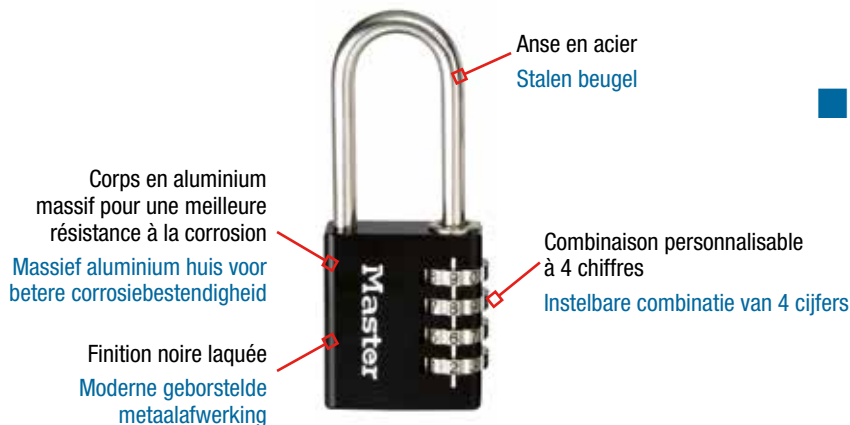 Anse en acier
Stalen beugel
Corps en aluminium
massif pour une meilleure
résistance à la corrosion
Massief aluminium huis voor
betere corrosiebestendigheid
Combinaison personnalisable
à 4 chiffres
Instelbare combinatie van 4 cijfers
Master
Finition noire laquée
Moderne geborstelde
metaalafwerking